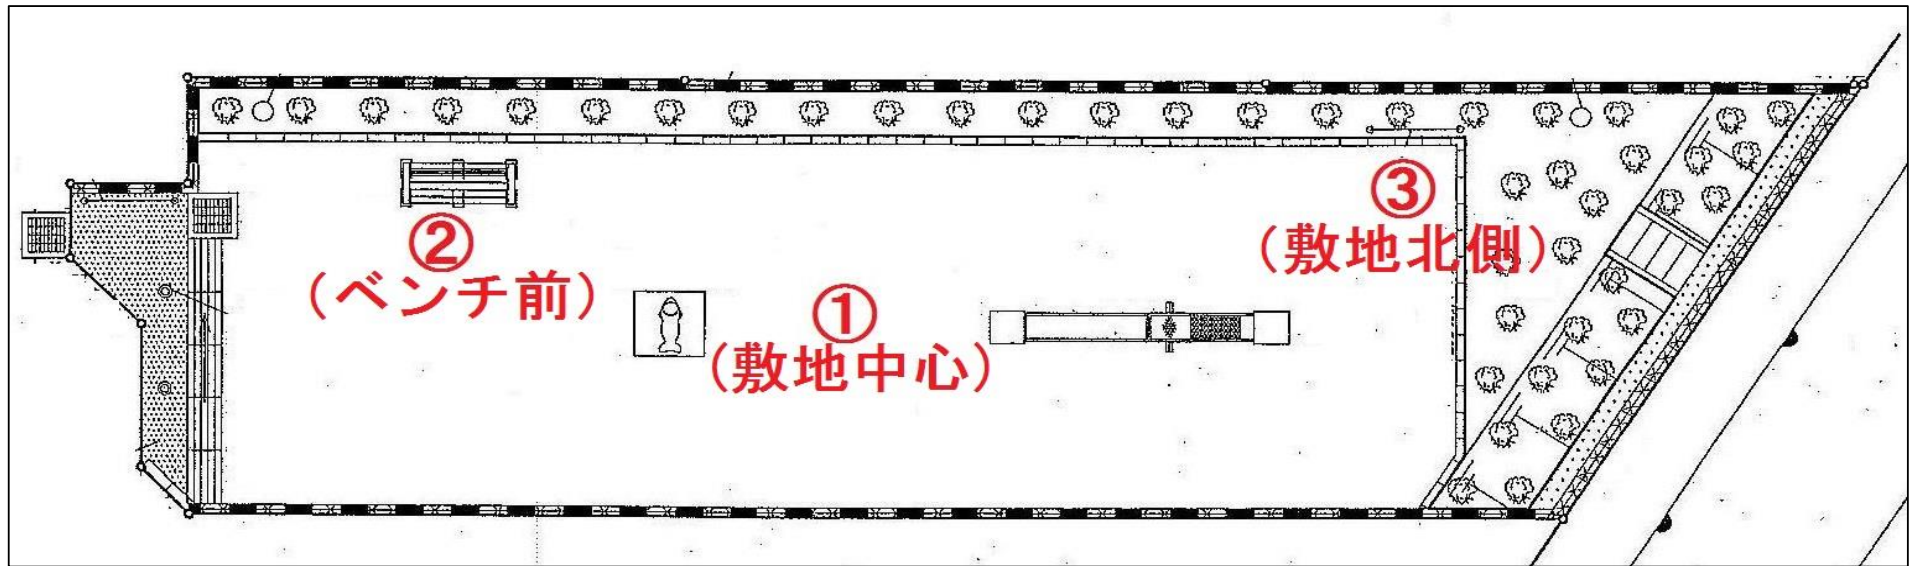 ③
（敷地北側）
②
（ベンチ前）
①
（敷地中心）